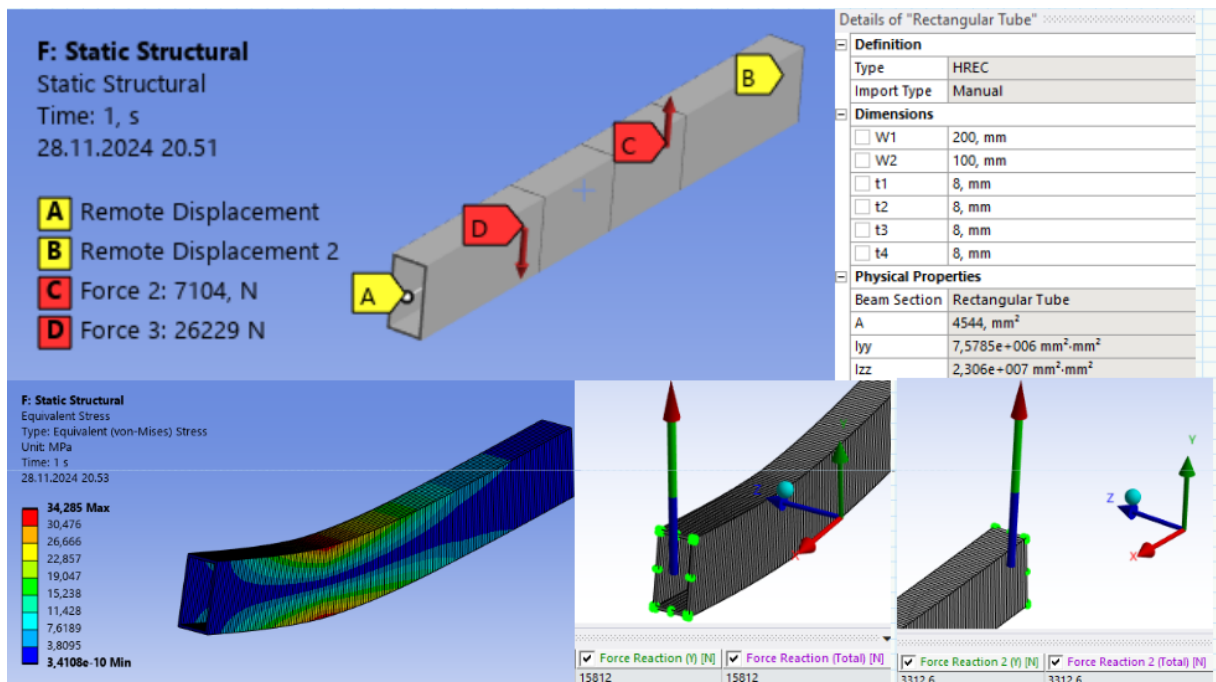 F: Static Structural
Static Structural
Time: 1, s
28.11.2024 20.51
A Remote Displacement
B Remote Displacement 2
C Force 2: 7104, N
D Force 3: 26229 N
A
B
C
D
Details of "Rectangular Tube"
Definition
Type HREC
Import Type Manual
Dimensions
W1 200, mm
W2 100, mm
t1 8, mm
t2 8, mm
t3 8, mm
t4 8, mm
Physical Properties
Beam Section Rectangular Tube
A 4544, mm²
Iyy 7,5785e+006 mm²·mm²
Izz 2,306e+007 mm²·mm²
F: Static Structural
Equivalent Stress
Type: Equivalent (von-Mises) Stress
Unit: MPa
Time: 1 s
28.11.2024 20.53
34,285 Max
30,476
26,666
22,857
19,047
15,238
11,428
7,6189
3,8095
3,4108e-10 Min
Z
X
Force Reaction (Y) [N] Force Reaction (Total) [N]
15812 15812
Y
Z
X
Force Reaction 2 (Y) [N] Force Reaction 2 (Total) [N]
3312,6 3312,6